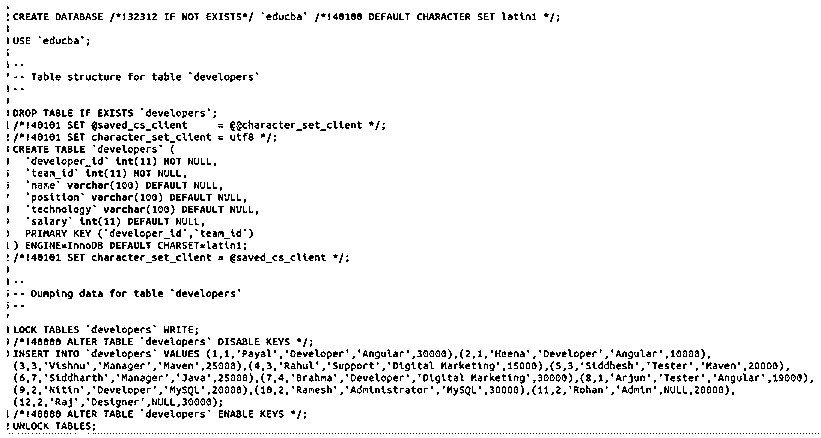 CREATE DATABASE /*!32312 IF NOT EXISTS*/ `educba` /*!40100 DEFAULT CHARACTER SET latin1 */;
USE `educba`;
--
-- Table structure for table `developers`
--
DROP TABLE IF EXISTS `developers`;
/*!40101 SET @saved_cs_client     = @@character_set_client */;
/*!40101 SET character_set_client = utf8 */;
CREATE TABLE `developers` (
  `developer_id` int(11) NOT NULL,
  `team_id` int(11) NOT NULL,
  `name` varchar(100) DEFAULT NULL,
  `position` varchar(100) DEFAULT NULL,
  `technology` varchar(100) DEFAULT NULL,
  `salary` int(11) DEFAULT NULL,
  PRIMARY KEY (`developer_id`,`team_id`)
) ENGINE=InnoDB DEFAULT CHARSET=latin1;
/*!40101 SET character_set_client = @saved_cs_client */;
--
-- Dumping data for table `developers`
--
LOCK TABLES `developers` WRITE;
/*!40000 ALTER TABLE `developers` DISABLE KEYS */;
INSERT INTO `developers` VALUES (1,1,'Payal','Developer','Angular',30000),(2,1,'Heena','Developer','Angular',10000),
(3,3,'Vishnu','Manager','Maven',25000),(4,3,'Rahul','Support','Digital Marketing',15000),(5,3,'Siddhesh','Tester','Maven',20000),
(6,7,'Siddharth','Manager','Java',25000),(7,4,'Brahma','Developer','Digital Marketing',30000),(8,1,'Arjun','Tester','Angular',19000),
(9,2,'Nitin','Developer','MySQL',20000),(10,2,'Ramesh','Administrator','MySQL',30000),(11,2,'Rohan','Admin',NULL,20000),
(12,2,'Raj','Designer',NULL,30000);
/*!40000 ALTER TABLE `developers` ENABLE KEYS */;
UNLOCK TABLES;